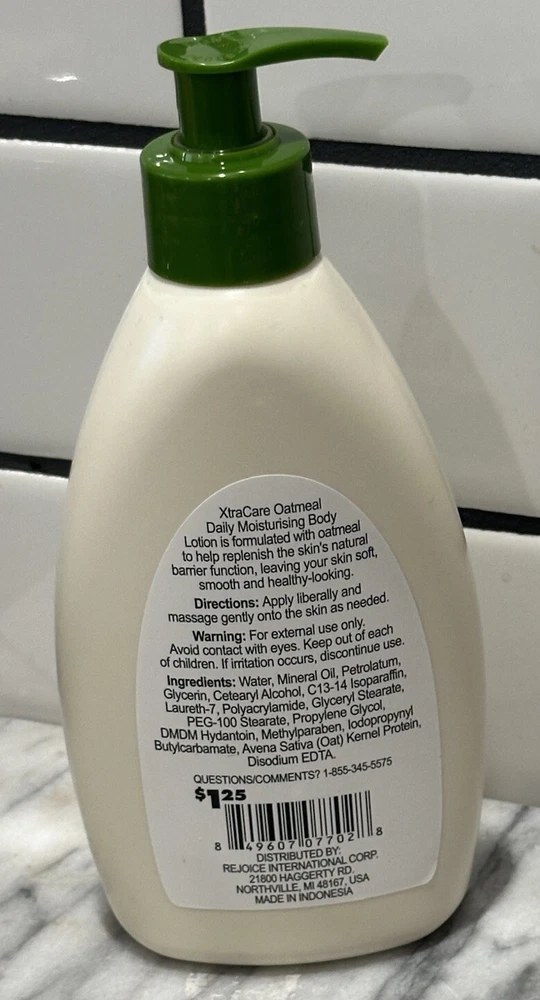 XtraCare Oatmeal
Daily Moisturising Body
Lotion is formulated with oatmeal
to help replenish the skin's natural
barrier function, leaving your skin soft,
smooth and healthy-looking.
Directions: Apply liberally and
massage gently onto the skin as needed.
Warning: For external use only.
Avoid contact with eyes. Keep out of each
of children. If irritation occurs, discontinue use.
Ingredients: Water, Mineral Oil, Petrolatum,
Glycerin, Cetearyl Alcohol, C13-14 Isoparaffin,
Laureth-7, Polyacrylamide, Glyceryl Stearate,
PEG-100 Stearate, Propylene Glycol,
DMDM Hydantoin, Methylparaben, Iodopropynyl
Butylcarbamate, Avena Sativa (Oat) Kernel Protein,
Disodium EDTA.
QUESTIONS/COMMENTS? 1-855-345-5575
$1.25
8 49607 07702 8
DISTRIBUTED BY:
REJOICE INTERNATIONAL CORP.
21800 HAGGERTY RD.
NORTHVILLE, MI 48167, USA
MADE IN INDONESIA